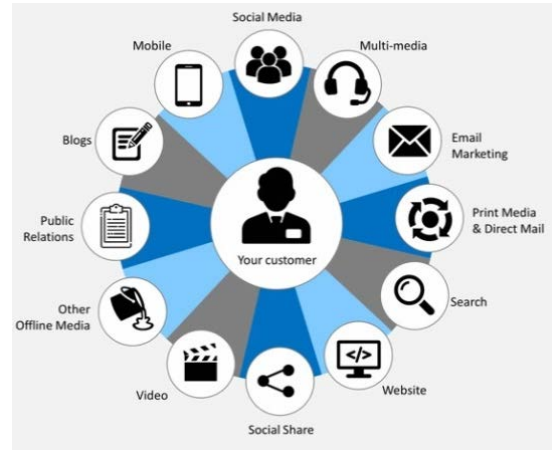 Social Media
Multi-media
Email
Marketing
Print Media
& Direct Mail
Search
Website
Social Share
Video
Other
Offline Media
Public
Relations
Blogs
Mobile
Your customer
</>